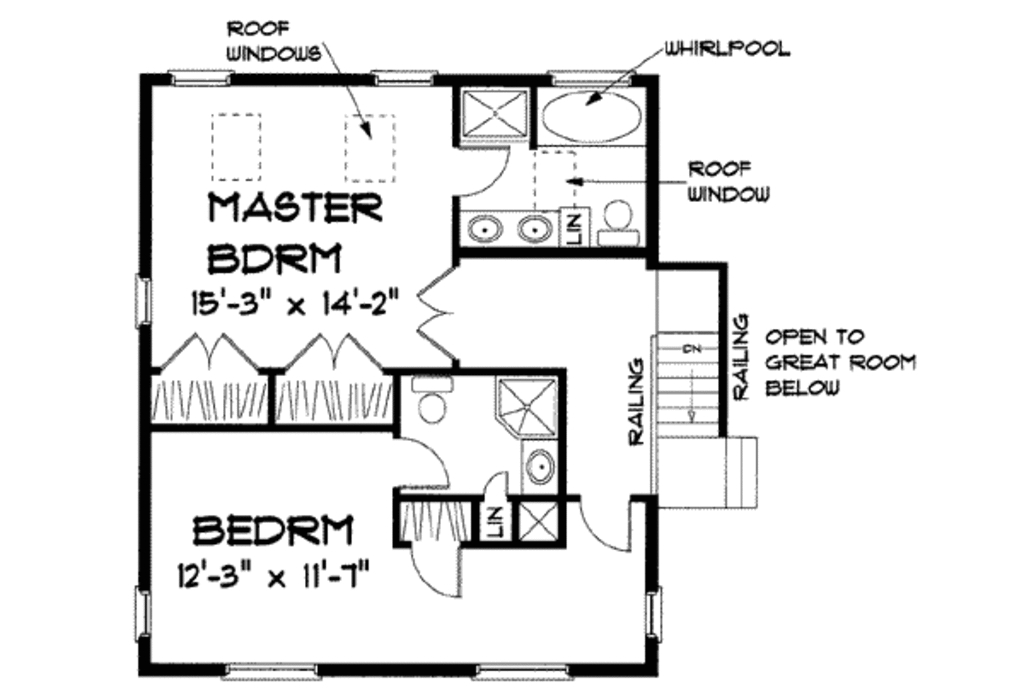 ROOF
WINDOWS
WHIRLPOOL
ROOF
WINDOW
MASTER
BDRM
15'-3" x 14'-2"
LIN
DN
RAILING
RAILING
OPEN TO
GREAT ROOM
BELOW
BEDRM
12'-3" x 11'-7"
LIN